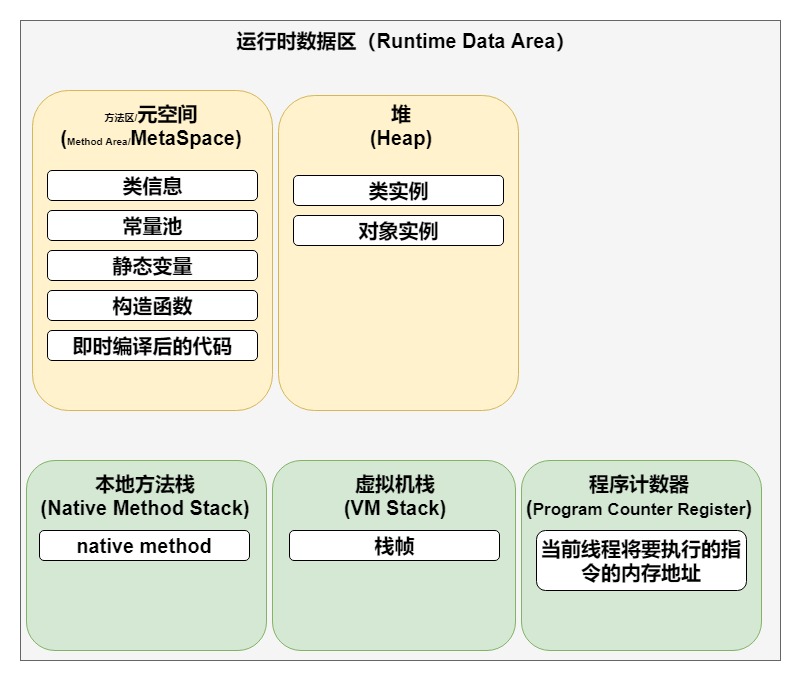 运行时数据区（Runtime Data Area）
方法区/元空间
(Method Area/MetaSpace)
类信息
常量池
静态变量
构造函数
即时编译后的代码
堆
(Heap)
类实例
对象实例
本地方法栈
(Native Method Stack)
native method
虚拟机栈
(VM Stack)
栈帧
程序计数器
(Program Counter Register)
当前线程将要执行的指
令的内存地址